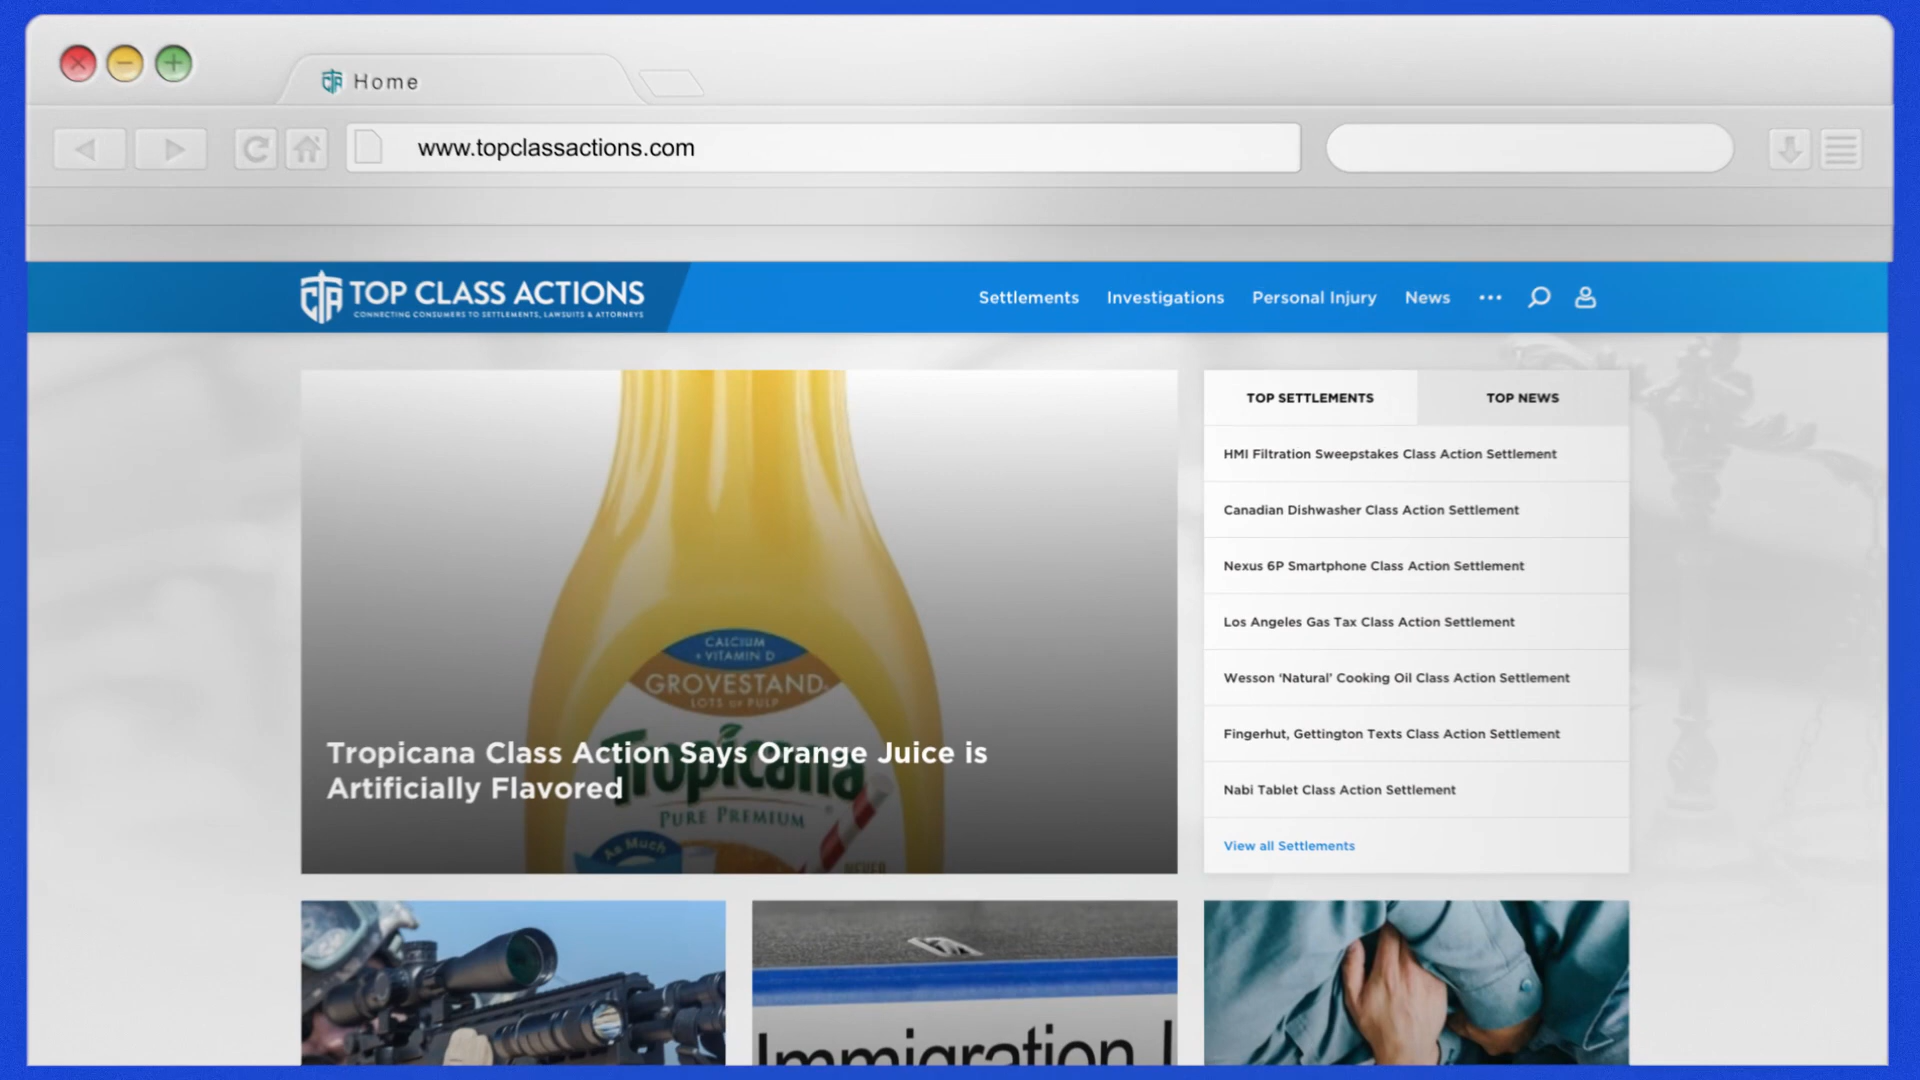 Home
www.topclassactions.com
TOP CLASS ACTIONS
CONNECTING CONSUMERS TO SETTLEMENTS, LAWSUITS & ATTORNEYS
Settlements
Investigations
Personal Injury
News
CALCIUM
+ VITAMIN D
GROVESTAND
LOTS OF PULP
Tropicana
PURE PREMIUM
As Much
NEVER
Tropicana Class Action Says Orange Juice is
Artificially Flavored
TOP SETTLEMENTS
TOP NEWS
HMI Filtration Sweepstakes Class Action Settlement
Canadian Dishwasher Class Action Settlement
Nexus 6P Smartphone Class Action Settlement
Los Angeles Gas Tax Class Action Settlement
Wesson ‘Natural’ Cooking Oil Class Action Settlement
Fingerhut, Gettington Texts Class Action Settlement
Nabi Tablet Class Action Settlement
View all Settlements
Immigration